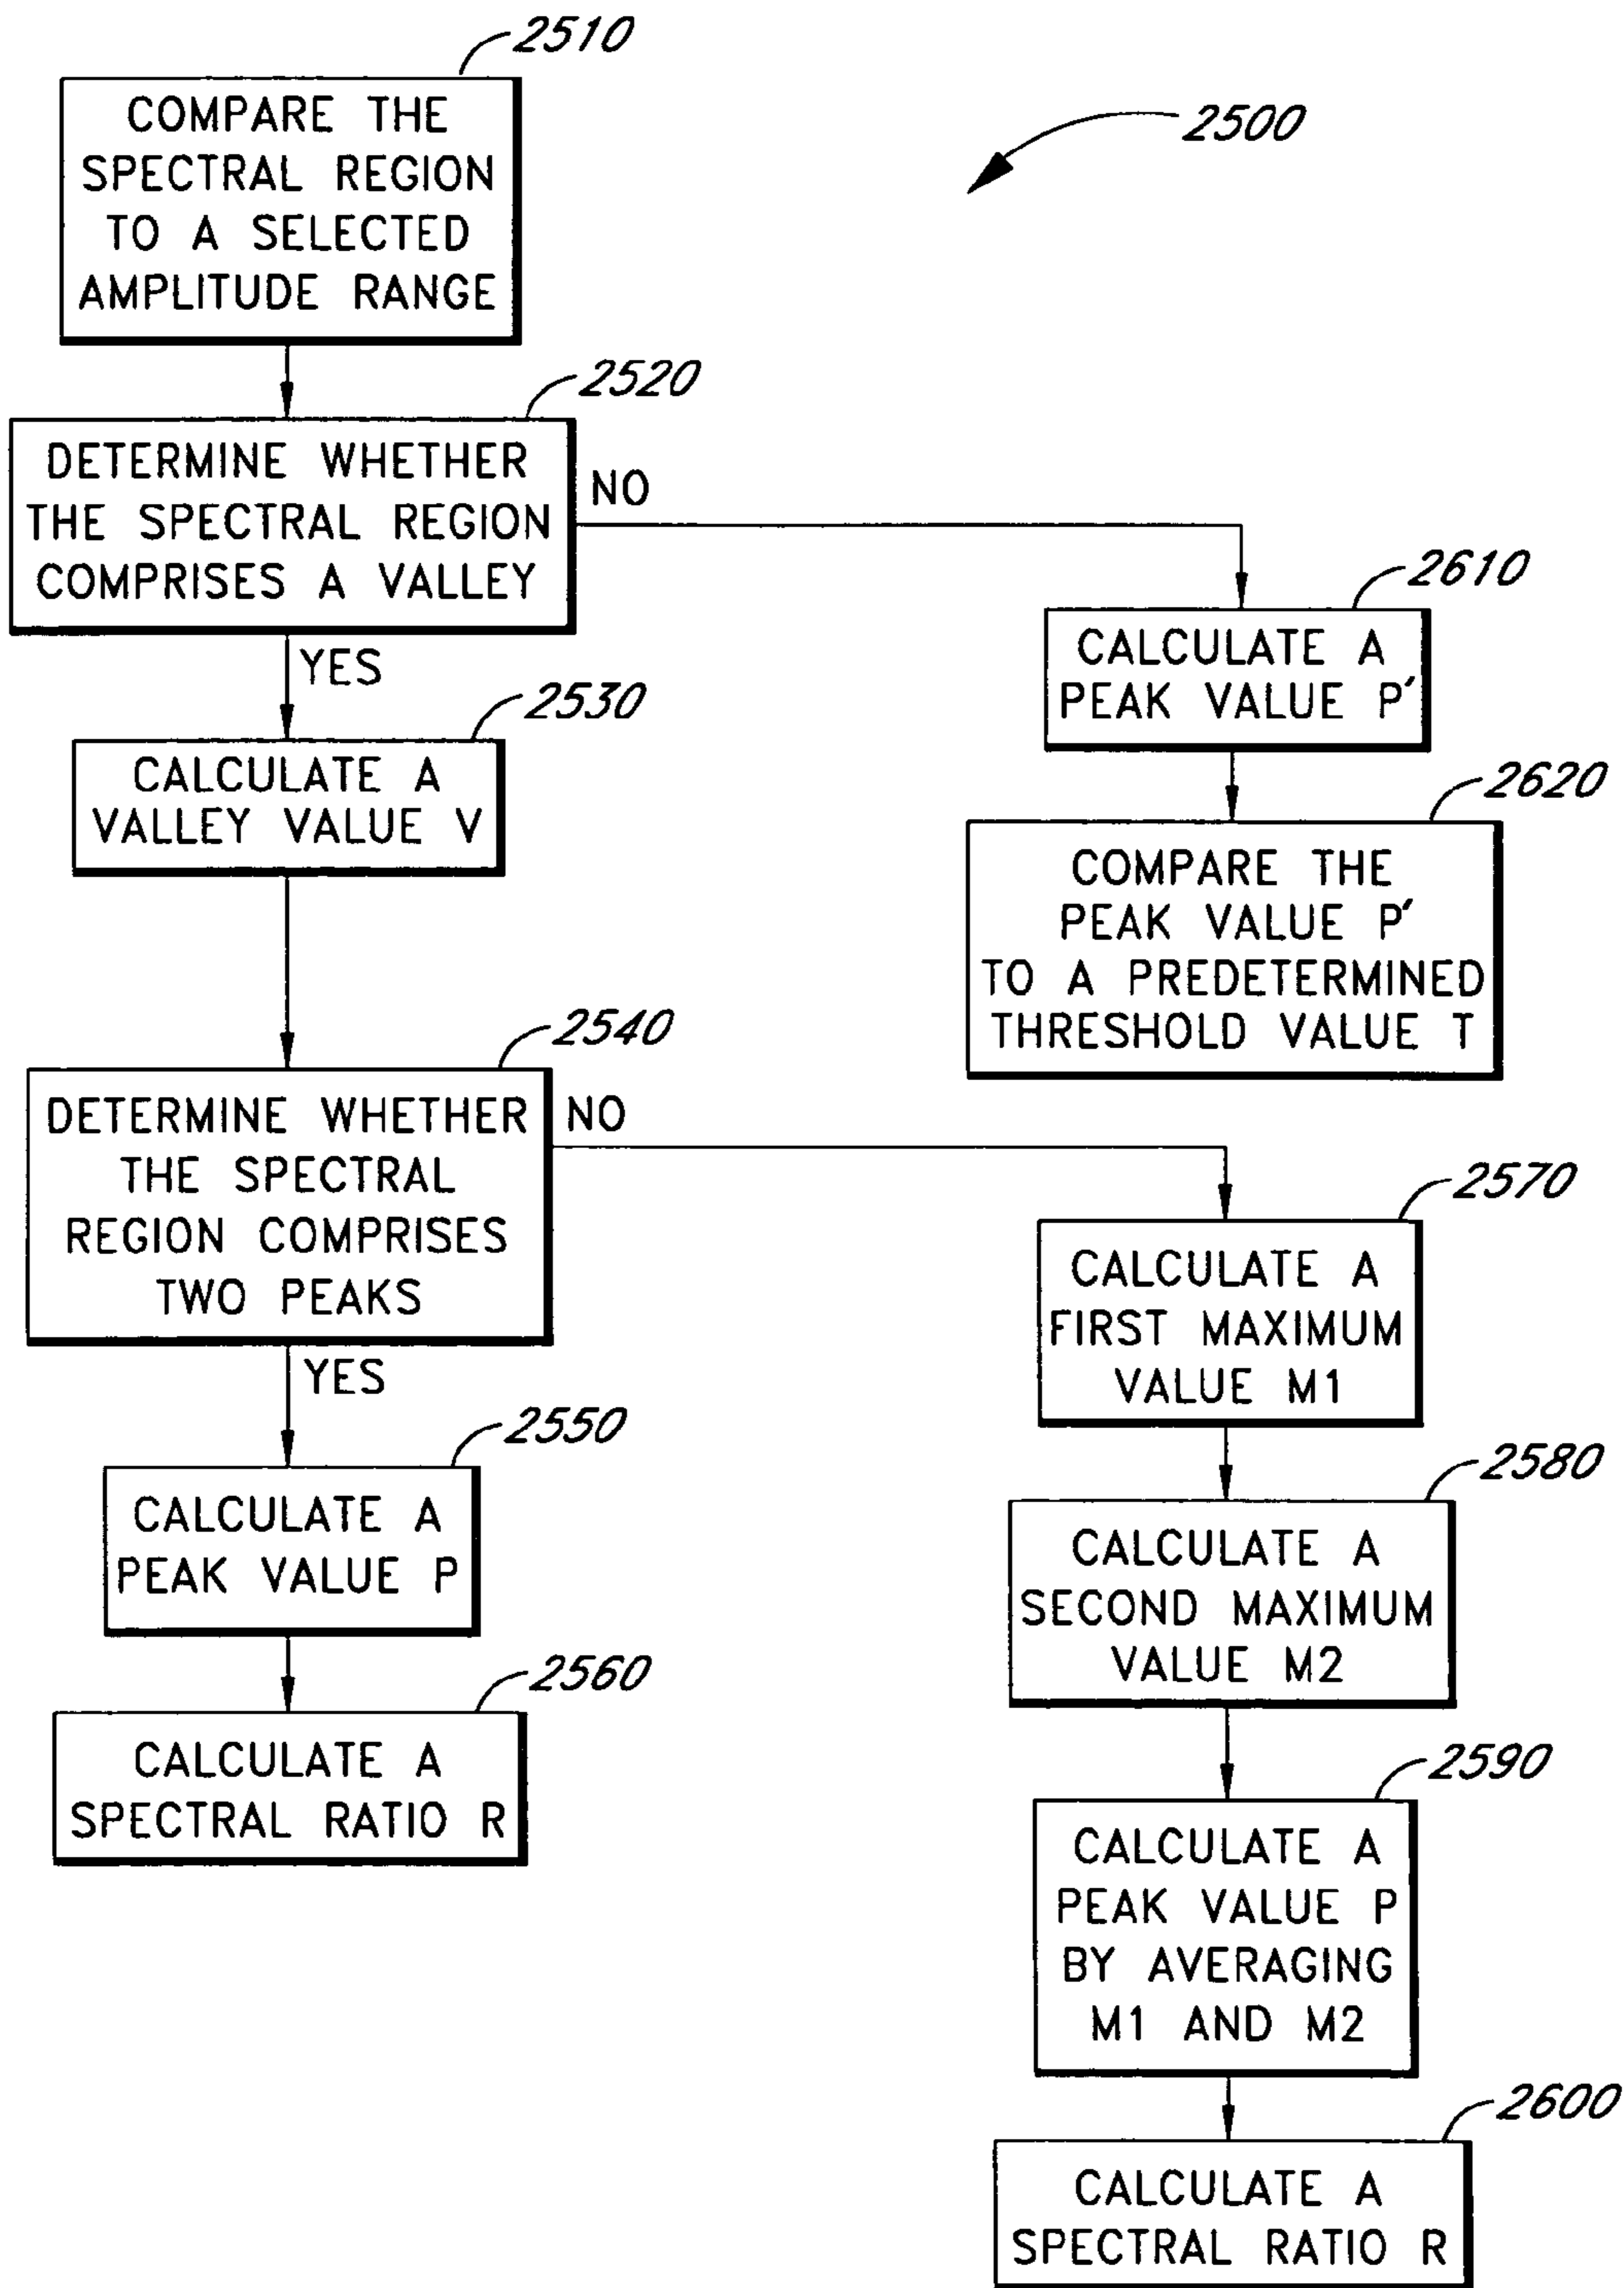 2510
COMPARE THE
SPECTRAL REGION
TO A SELECTED
AMPLITUDE RANGE
2500
2520
DETERMINE WHETHER
THE SPECTRAL REGION
COMPRISES A VALLEY
NO
YES
2610
CALCULATE A
PEAK VALUE P'
2530
CALCULATE A
VALLEY VALUE V
2620
COMPARE THE
PEAK VALUE P'
TO A PREDETERMINED
THRESHOLD VALUE T
2540
DETERMINE WHETHER
THE SPECTRAL
REGION COMPRISES
TWO PEAKS
NO
YES
2570
CALCULATE A
FIRST MAXIMUM
VALUE M1
2550
CALCULATE A
PEAK VALUE P
2580
CALCULATE A
SECOND MAXIMUM
VALUE M2
2560
CALCULATE A
SPECTRAL RATIO R
2590
CALCULATE A
PEAK VALUE P
BY AVERAGING
M1 AND M2
2600
CALCULATE A
SPECTRAL RATIO R